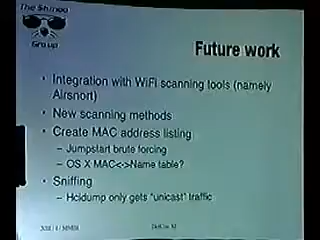 The Shmoo
Group
Future work
• Integration with WiFi scanning tools (namely
Airsnort)
• New scanning methods
• Create MAC address listing
– Jumpstart brute forcing
– OS X MAC<->Name table?
• Sniffing
– Hcidump only gets "unicast" traffic